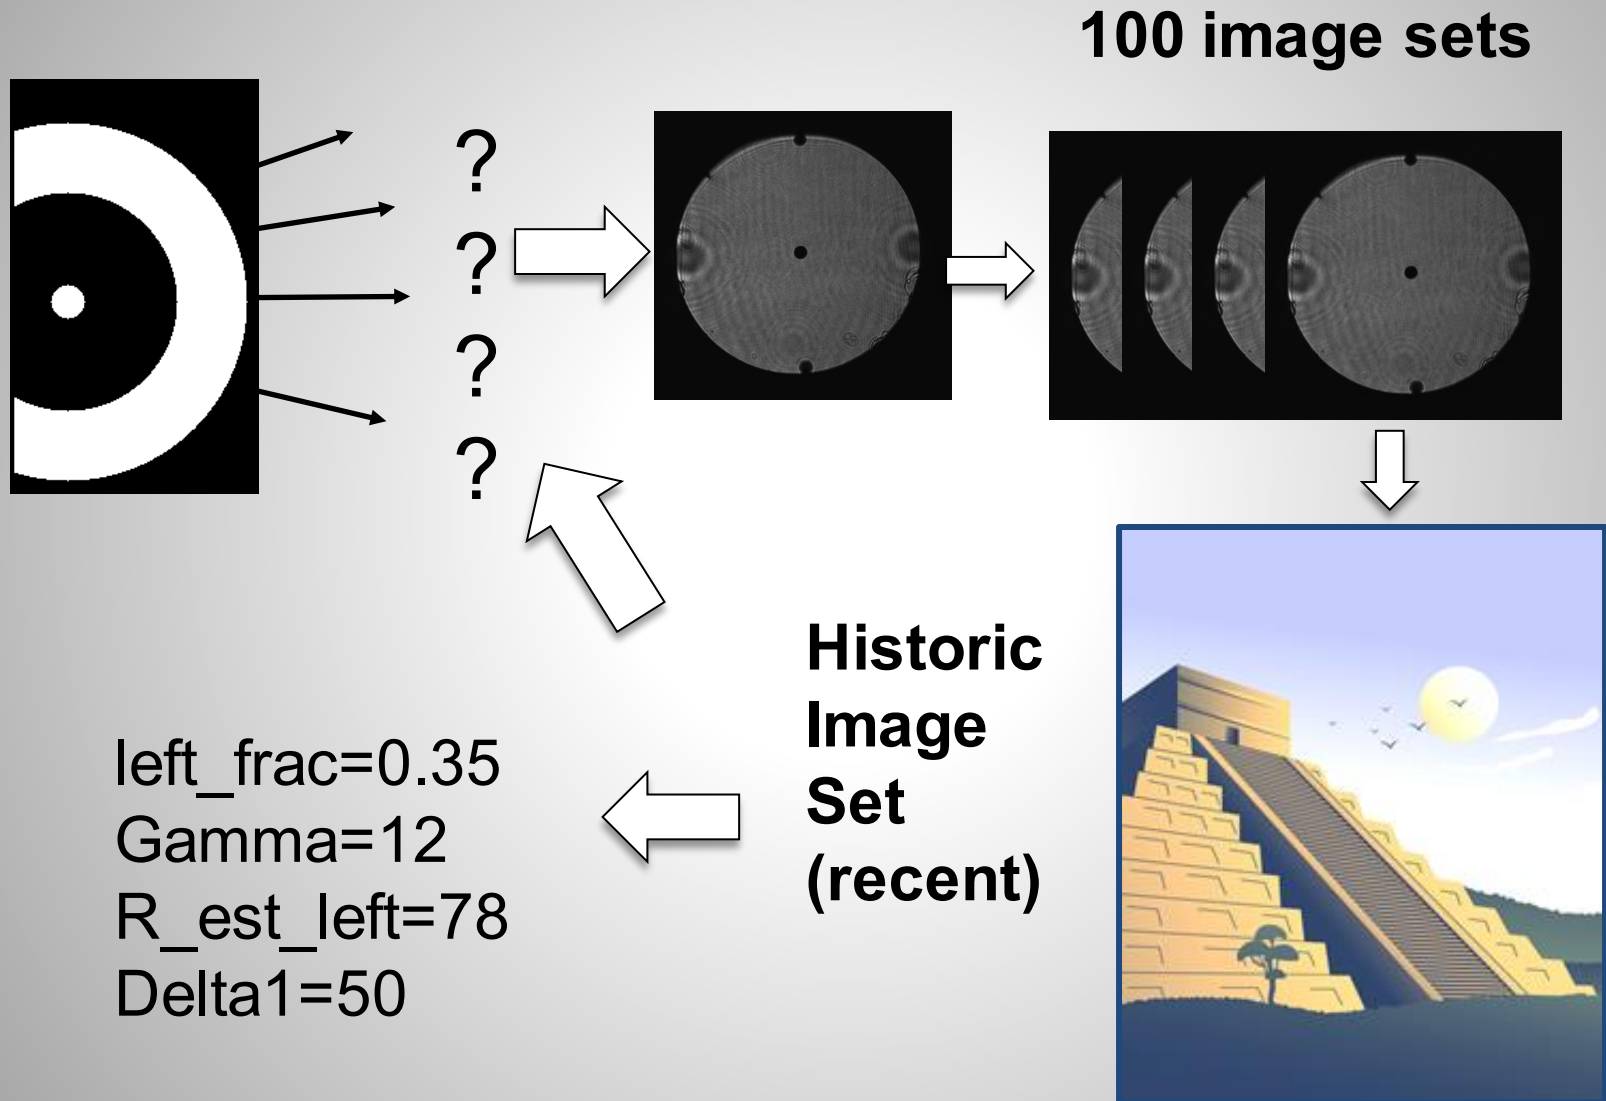 100 image sets
?
?
?
?
Historic
Image
Set
(recent)
left_frac=0.35
Gamma=12
R_est_left=78
Delta1=50